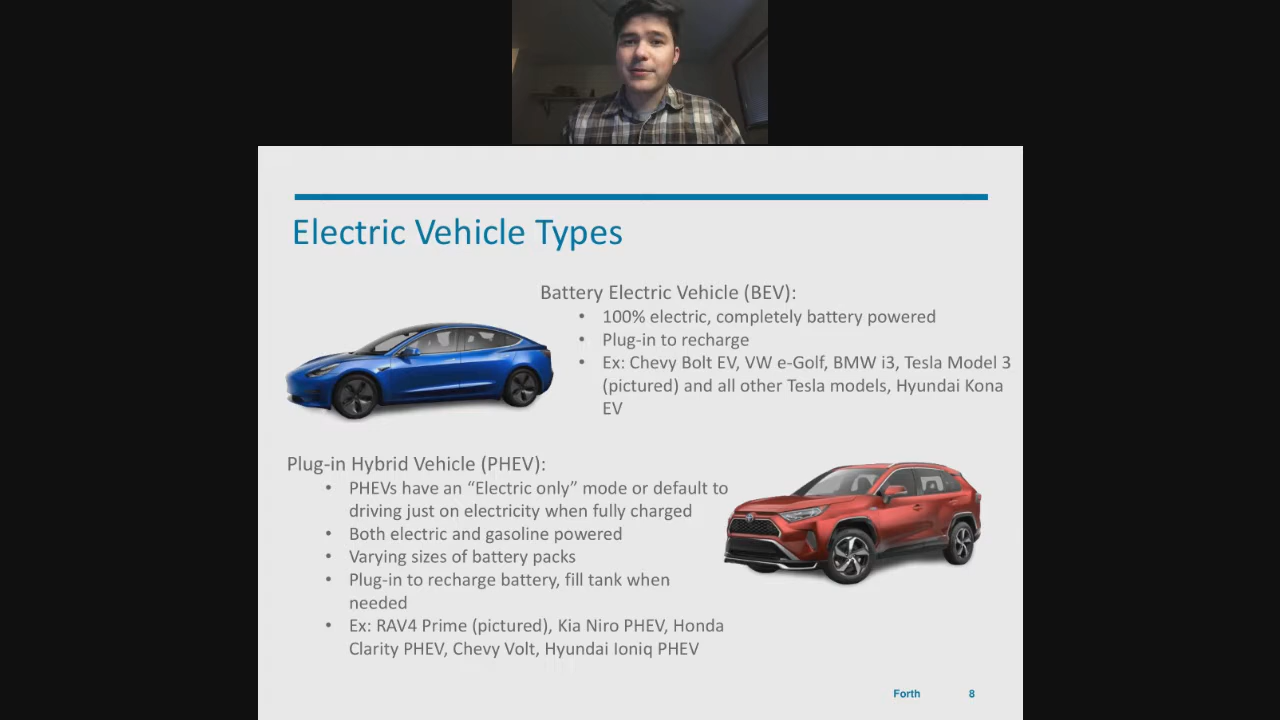 Electric Vehicle Types
Battery Electric Vehicle (BEV):
• 100% electric, completely battery powered
• Plug-in to recharge
• Ex: Chevy Bolt EV, VW e-Golf, BMW i3, Tesla Model 3
(pictured) and all other Tesla models, Hyundai Kona
EV
Plug-in Hybrid Vehicle (PHEV):
• PHEVs have an “Electric only” mode or default to
driving just on electricity when fully charged
• Both electric and gasoline powered
• Varying sizes of battery packs
• Plug-in to recharge battery, fill tank when
needed
• Ex: RAV4 Prime (pictured), Kia Niro PHEV, Honda
Clarity PHEV, Chevy Volt, Hyundai Ioniq PHEV
Forth 8